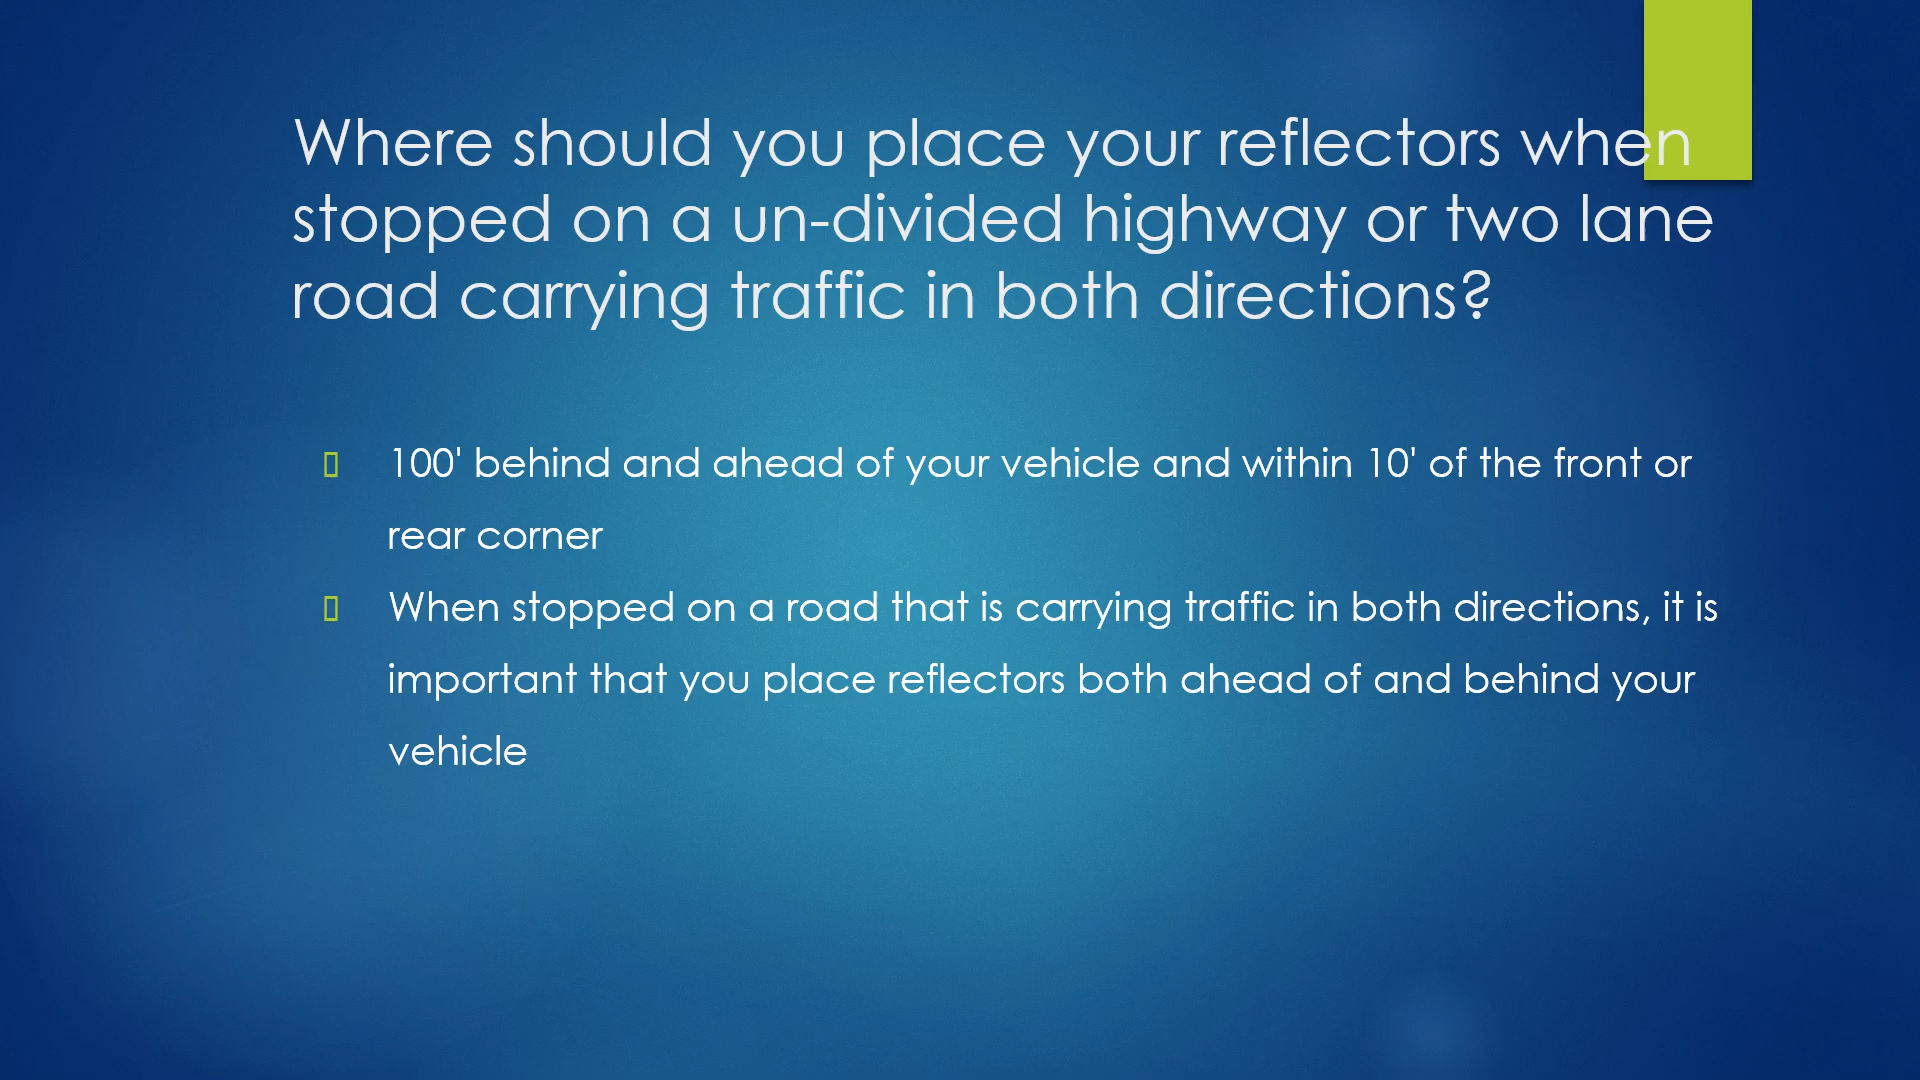 Where should you place your reflectors when
stopped on a un-divided highway or two lane
road carrying traffic in both directions?
100' behind and ahead of your vehicle and within 10' of the front or
rear corner
When stopped on a road that is carrying traffic in both directions, it is
important that you place reflectors both ahead of and behind your
vehicle